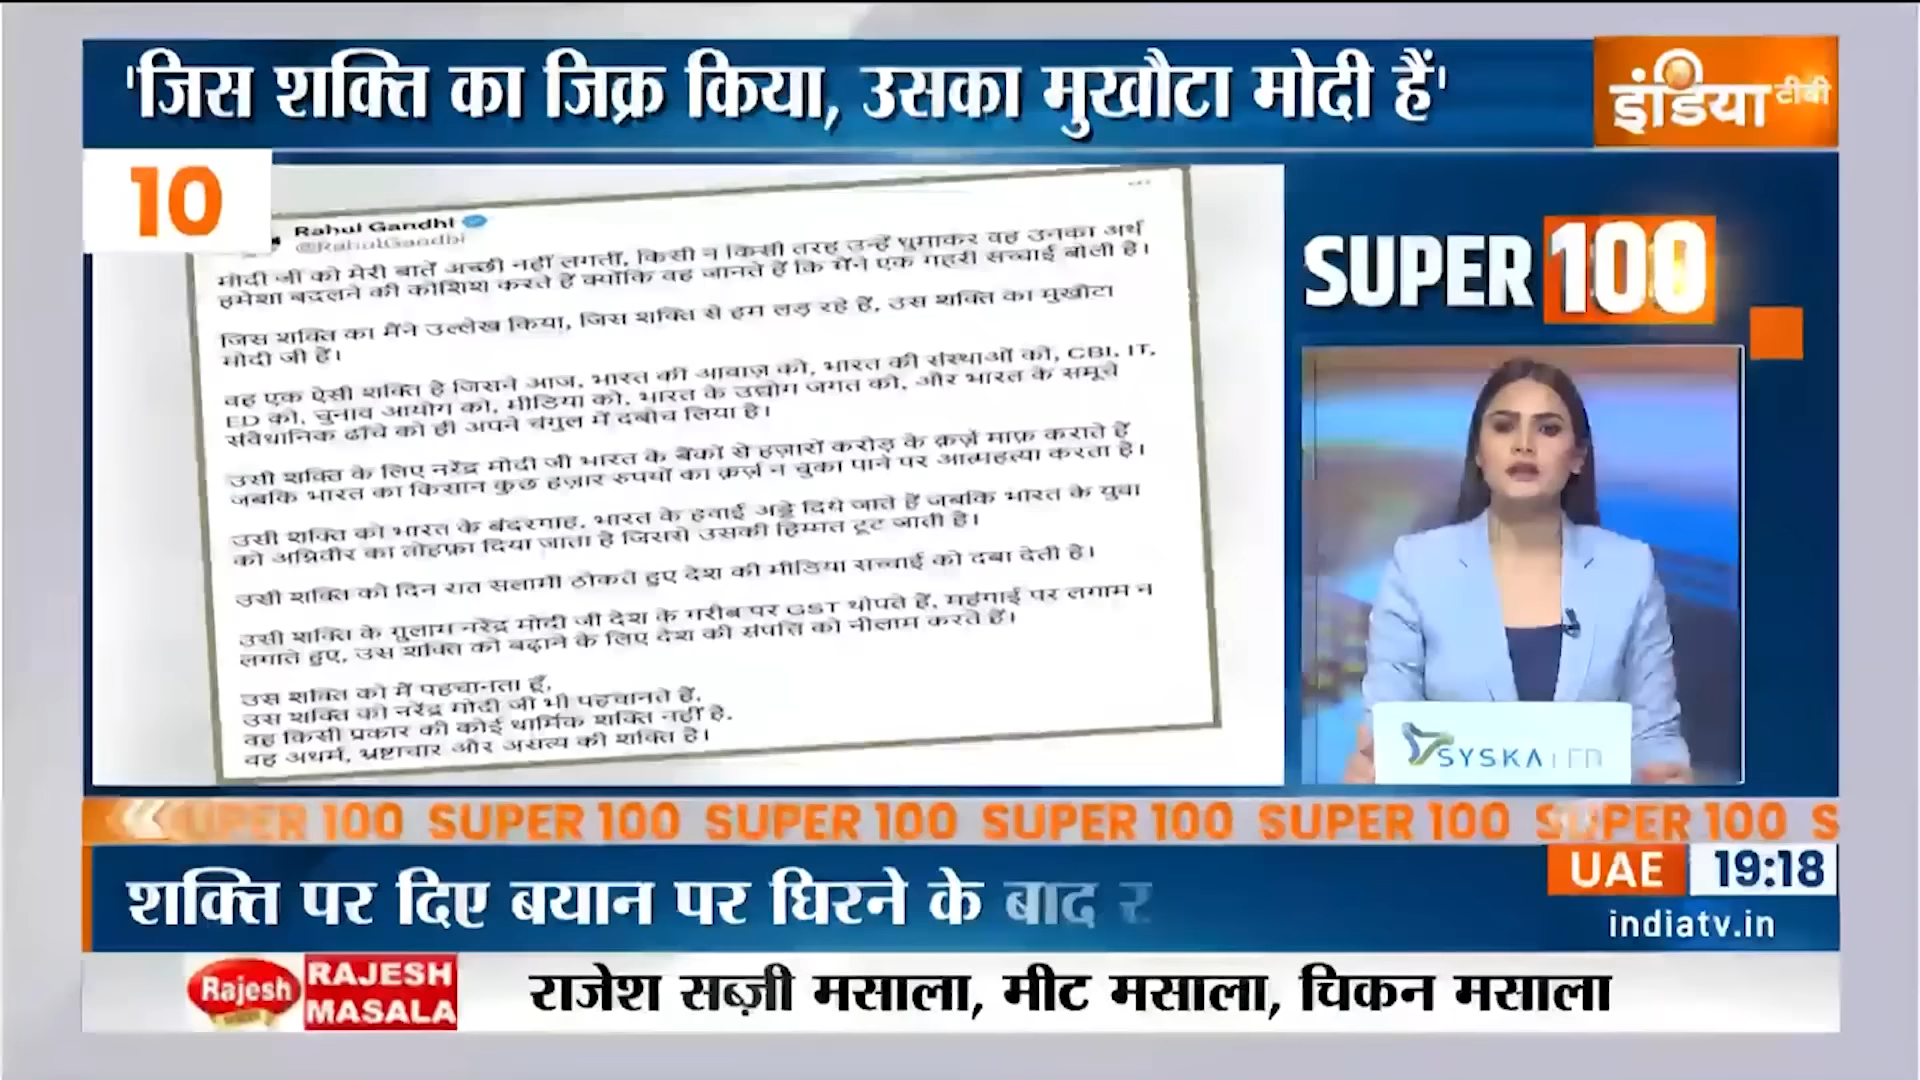 'जिस शक्ति का जिक्र किया, उसका मुखौटा मोदी हैं'
इंडिया टीवी
10
Rahul Gandhi
@RahulGandhi
मोदी जी को मेरी बातें अच्छी नहीं लगतीं, किसी न किसी तरह उन्हें घुमाकर वह उनका अर्थ
हमेशा बदलने की कोशिश करते हैं क्योंकि वह जानते हैं कि मैंने एक गहरी सच्चाई बोली है।
जिस शक्ति का मैंने उल्लेख किया, जिस शक्ति से हम लड़ रहे हैं, उस शक्ति का मुखौटा
मोदी जी हैं।
वह एक ऐसी शक्ति है जिसने आज, भारत की आवाज़ को, भारत की संस्थाओं को, CBI, IT,
ED को, चुनाव आयोग को, मीडिया को, भारत के उद्योग जगत को, और भारत के समूचे
संवैधानिक ढाँचे को ही अपने चंगुल में दबोच लिया है।
उसी शक्ति के लिए नरेंद्र मोदी जी भारत के बैंकों से हज़ारों करोड़ के क़र्ज़ माफ़ कराते हैं
जबकि भारत का किसान कुछ हज़ार रुपयों का क़र्ज़ न चुका पाने पर आत्महत्या करता है।
उसी शक्ति को भारत के बंदरगाह, भारत के हवाई अड्डे दिये जाते हैं जबकि भारत के युवा
को अग्निवीर का तोहफ़ा दिया जाता है जिससे उसकी हिम्मत टूट जाती है।
उसी शक्ति को दिन रात सलामी ठोकते हुए देश की मीडिया सच्चाई को दबा देती है।
उसी शक्ति के ग़ुलाम नरेंद्र मोदी जी देश के गरीब पर GST थोपते हैं, महंगाई पर लगाम न
लगाते हुए, उस शक्ति को बढ़ाने के लिए देश की संपत्ति को नीलाम करते हैं।
उस शक्ति को मैं पहचानता हूँ,
उस शक्ति को नरेंद्र मोदी जी भी पहचानते हैं,
वह किसी प्रकार की कोई धार्मिक शक्ति नहीं है,
वह अधर्म, भ्रष्टाचार और असत्य की शक्ति है।
SUPER 100
SYSKA LED
UPER 100 SUPER 100 SUPER 100 SUPER 100 SUPER 100 SUPER 100 S
शक्ति पर दिए बयान पर घिरने के बाद र
UAE 19:18
indiatv.in
Rajesh
RAJESH
MASALA
राजेश सब्ज़ी मसाला, मीट मसाला, चिकन मसाला